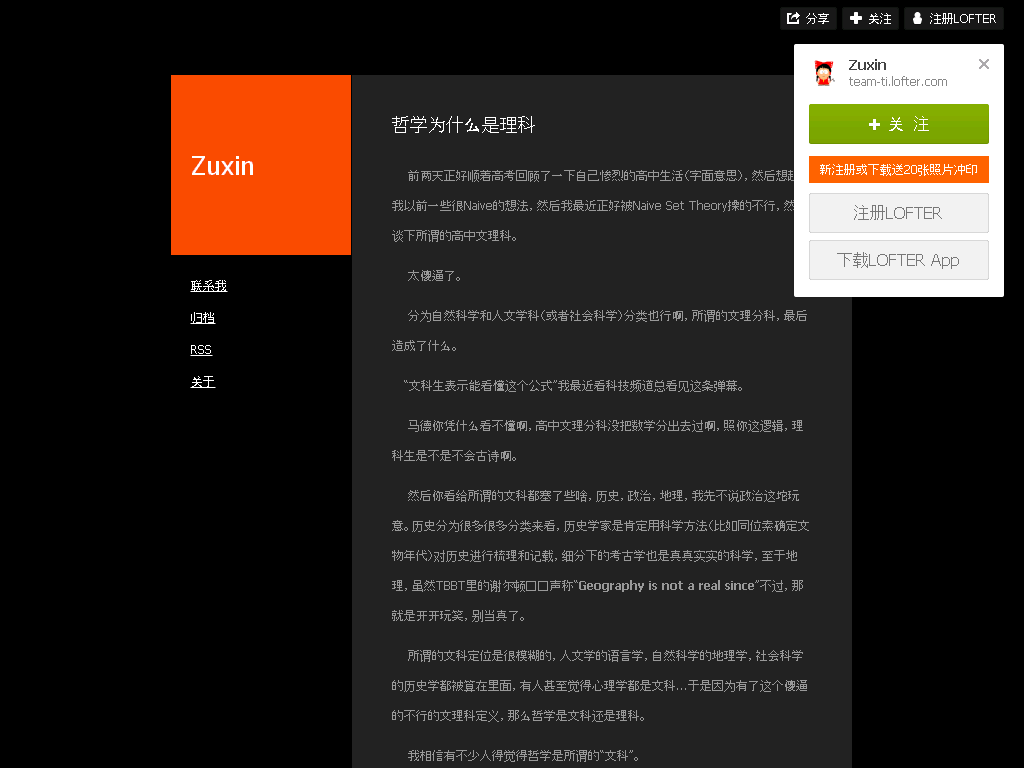 分享
关注
注册LOFTER
Zuxin
team-ti.lofter.com
关 注
新注册或下载送20张照片冲印
注册LOFTER
下载LOFTER App
Zuxin
联系我
归档
RSS
关于
哲学为什么是理科
前两天正好顺着高考回顾了一下自己惨烈的高中生活(字面意思), 然后想起
我以前一些很Naive的想法, 然后我最近正好被Naive Set Theory操的不行, 然
谈下所谓的高中文理科。
太傻逼了。
分为自然科学和人文学科(或者社会科学)分类也行啊, 所谓的文理分科, 最后
造成了什么。
“文科生表示能看懂这个公式”我最近看科技频道总看见这条弹幕。
马德你凭什么看不懂啊, 高中文理分科没把数学分出去过啊, 照你这逻辑, 理
科生是不是不会古诗啊。
然后你看给所谓的文科都塞了些啥, 历史, 政治, 地理, 我先不说政治这坨玩
意。历史分为很多很多分类来看, 历史学家是肯定用科学方法(比如同位素确定文
物年代)对历史进行梳理和记载, 细分下的考古学也是真真实实的科学, 至于地
理, 虽然TBBT里的谢尔顿口口声称“Geography is not a real since”不过, 那
就是开开玩笑, 别当真了。
所谓的文科定位是很模糊的, 人文学的语言学, 自然科学的地理学, 社会科学
的历史学都被算在里面, 有人甚至觉得心理学都是文科...于是因为有了这个傻逼
的不行的文理科定义, 那么哲学是文科还是理科。
我相信有不少人得觉得哲学是所谓的“文科”。